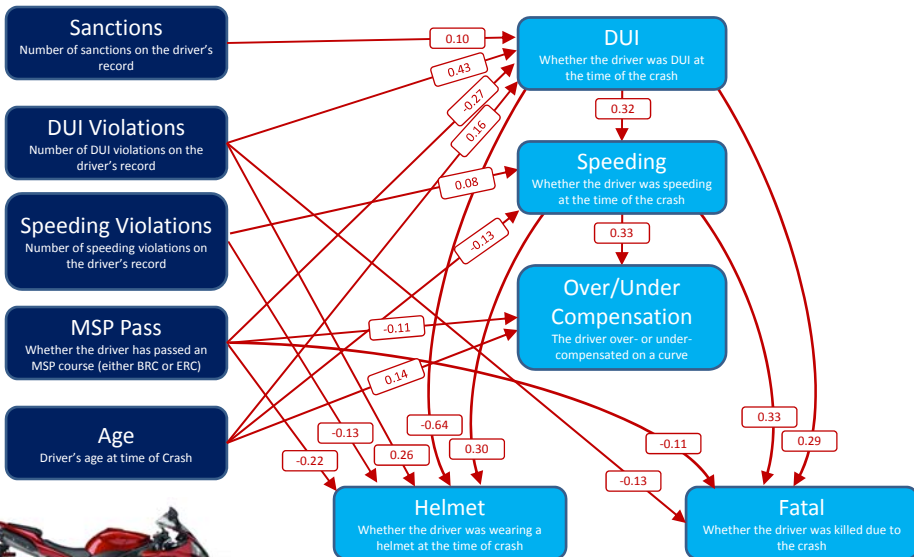 Sanctions
Number of sanctions on the driver's
record
DUI Violations
Number of DUI violations on the
driver's record
Speeding Violations
Number of speeding violations on
the driver's record
MSP Pass
Whether the driver has passed an
MSP course (either BRC or ERC)
Age
Driver's age at time of Crash
DUI
Whether the driver was DUI at
the time of the crash
Speeding
Whether the driver was speeding
at the time of the crash
Over/Under
Compensation
The driver over- or under-
compensated on a curve
Helmet
Whether the driver was wearing a
helmet at the time of crash
Fatal
Whether the driver was killed due to
the crash
0.10
0.43
-0.27
0.16
0.32
0.08
-0.13
0.33
-0.11
0.14
-0.22
-0.13
0.26
-0.64
0.30
-0.13
-0.11
0.33
0.29